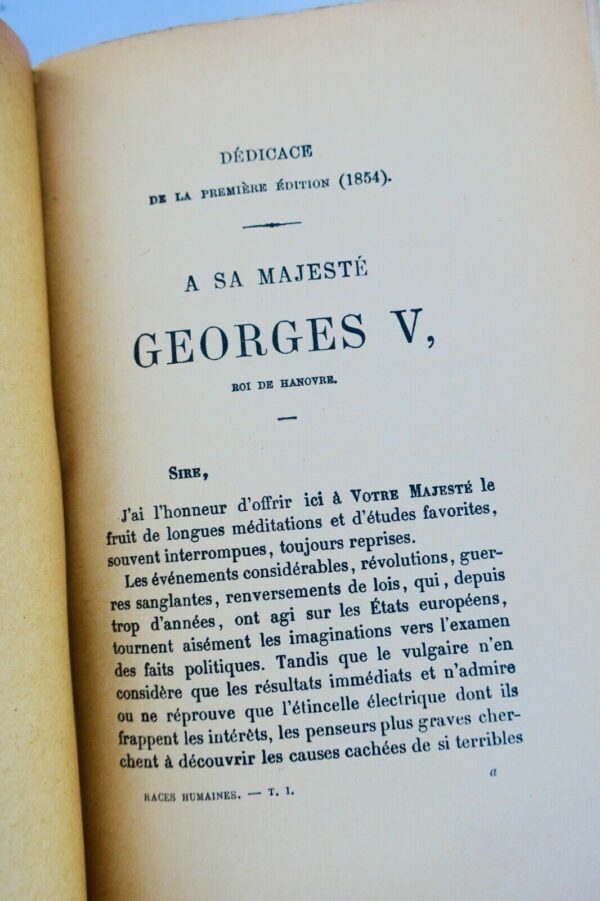 DÉDICACE
DE LA PREMIÈRE ÉDITION (1854).
A SA MAJESTÉ
GEORGES V,
ROI DE HANOVRE.
SIRE,
J'ai l'honneur d'offrir ici à VOTRE MAJESTÉ le
fruit de longues méditations et d'études favorites,
souvent interrompues, toujours reprises.
Les événements considérables, révolutions, guer-
res sanglantes, renversements de lois, qui, depuis
trop d'années, ont agi sur les États européens,
tournent aisément les imaginations vers l'examen
des faits politiques. Tandis que le vulgaire n'en
considère que les résultats immédiats et n'admire
ou ne réprouve que l'étincelle électrique dont ils
frappent les intérêts, les penseurs plus graves cher-
chent à découvrir les causes cachées de si terribles
a
RACES HUMAINES. — T. I.